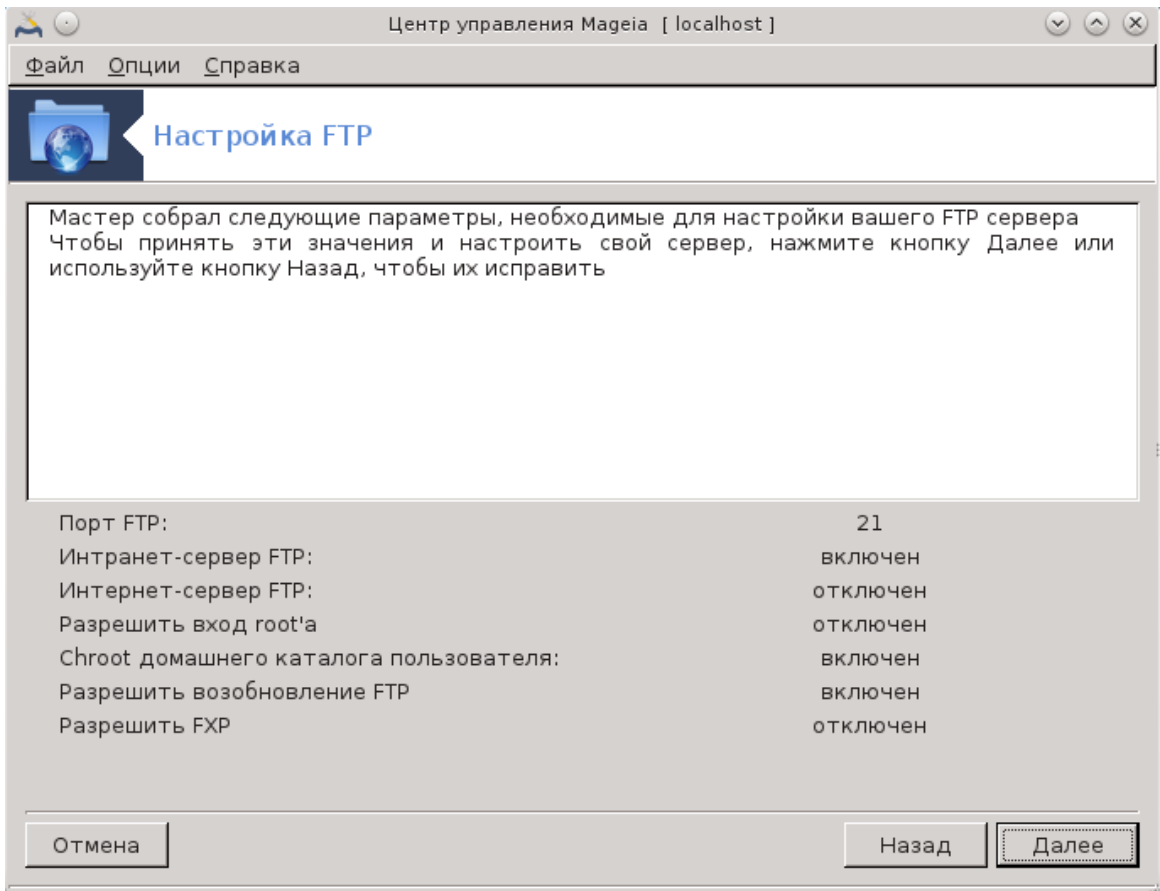 Центр управления Mageia [ localhost ]
Файл Опции Справка
Настройка FTP
Мастер собрал следующие параметры, необходимые для настройки вашего FTP сервера
Чтобы принять эти значения и настроить свой сервер, нажмите кнопку Далее или
используйте кнопку Назад, чтобы их исправить
Порт FTP: 21
Интранет-сервер FTP: включен
Интернет-сервер FTP: отключен
Разрешить вход root'а отключен
Chroot домашнего каталога пользователя: включен
Разрешить возобновление FTP включен
Разрешить FXP отключен
Отмена Назад Далее